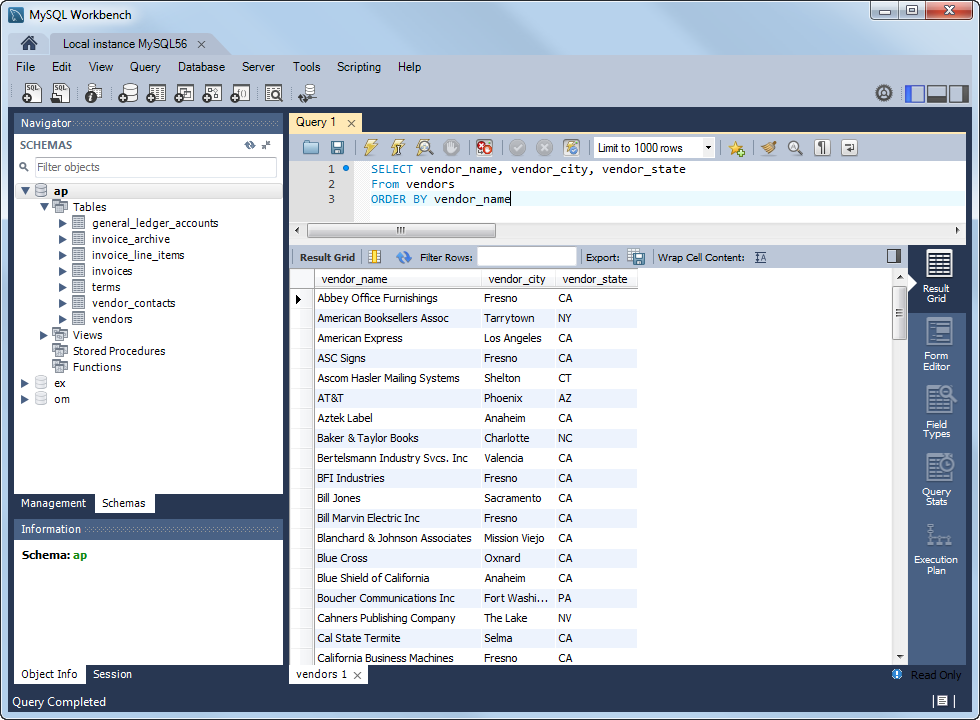 MySQL Workbench
Local instance MySQL56
File Edit View Query Database Server Tools Scripting Help
SQL SQL
Navigator
SCHEMAS
Filter objects
ap
Tables
general_ledger_accounts
invoice_archive
invoice_line_items
invoices
terms
vendor_contacts
vendors
Views
Stored Procedures
Functions
ex
om
Management Schemas
Information
Schema: ap
Object Info Session
Query 1
Limit to 1000 rows
1 SELECT vendor_name, vendor_city, vendor_state
2 From vendors
3 ORDER BY vendor_name
Result Grid Filter Rows: Export: Wrap Cell Content: IA
vendor_name vendor_city vendor_state
Abbey Office Furnishings Fresno CA
American Booksellers Assoc Tarrytown NY
American Express Los Angeles CA
ASC Signs Fresno CA
Ascom Hasler Mailing Systems Shelton CT
AT&T Phoenix AZ
Aztek Label Anaheim CA
Baker & Taylor Books Charlotte NC
Bertelsmann Industry Svcs. Inc Valencia CA
BFI Industries Fresno CA
Bill Jones Sacramento CA
Bill Marvin Electric Inc Fresno CA
Blanchard & Johnson Associates Mission Viejo CA
Blue Cross Oxnard CA
Blue Shield of California Anaheim CA
Boucher Communications Inc Fort Washi... PA
Cahners Publishing Company The Lake NV
Cal State Termite Selma CA
California Business Machines Fresno CA
vendors 1
Result
Grid
Form
Editor
Field
Types
Query
Stats
Execution
Plan
Read Only
Query Completed